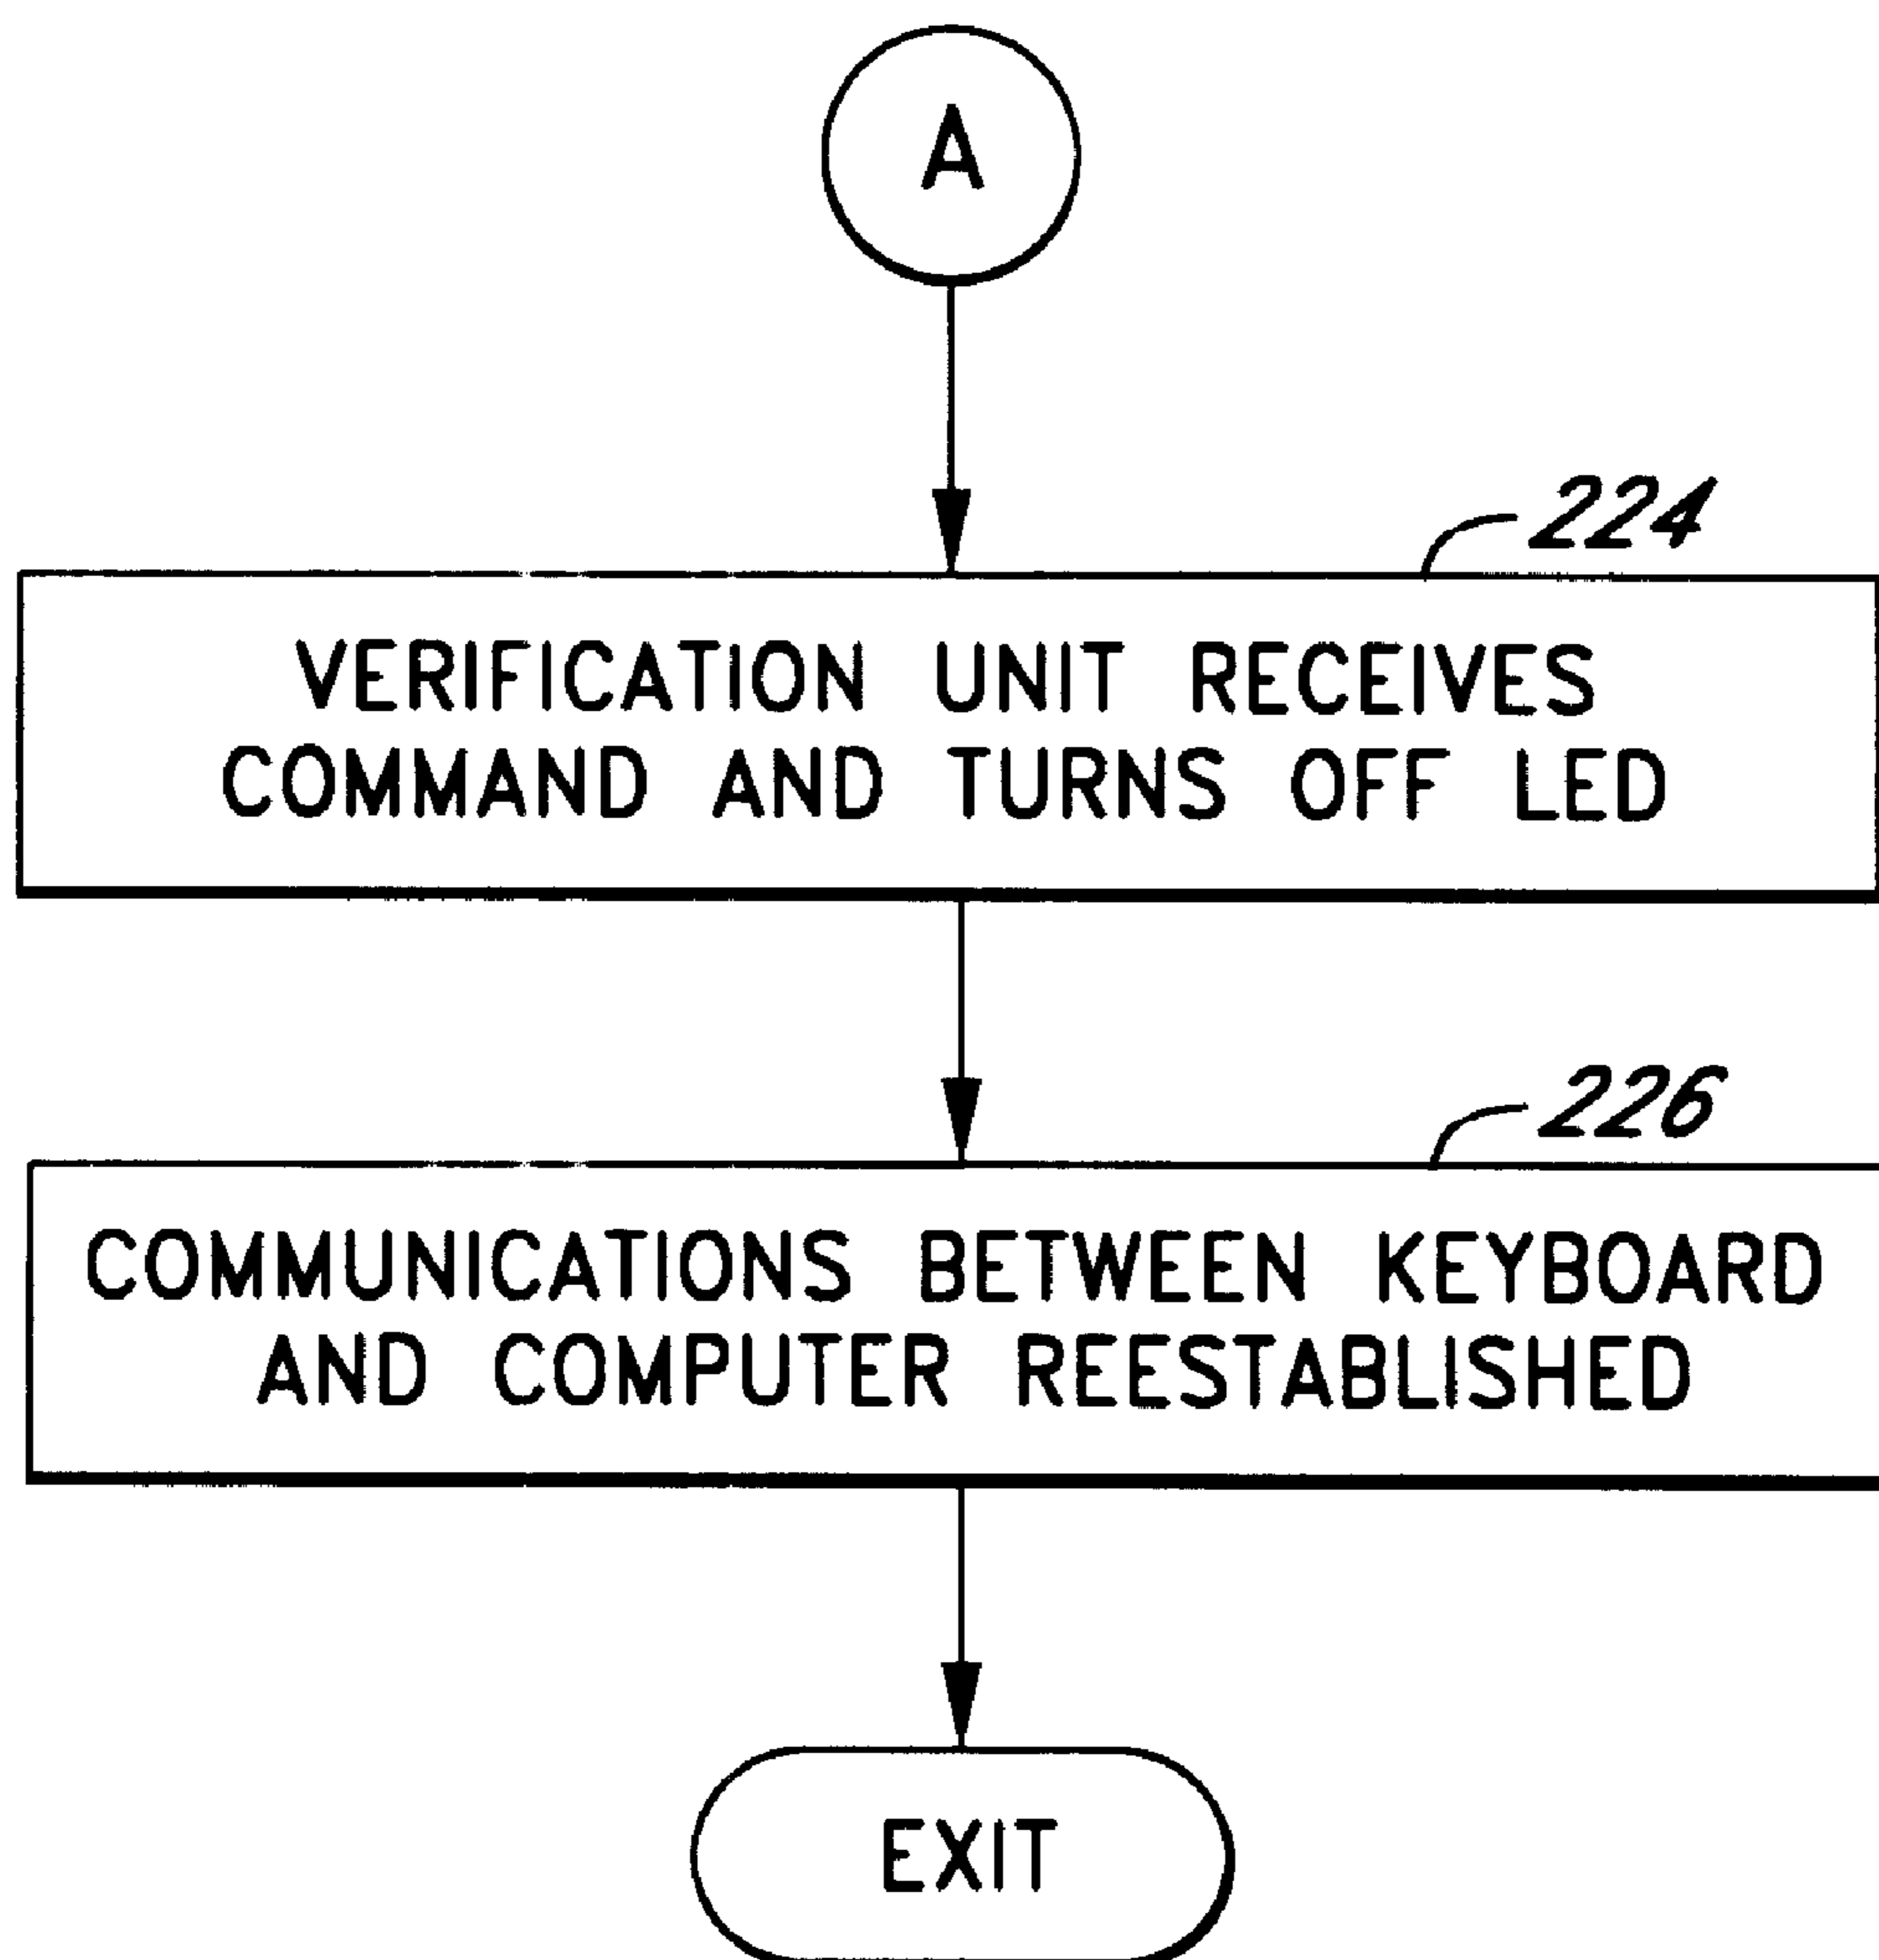 A
224
VERIFICATION UNIT RECEIVES
COMMAND AND TURNS OFF LED
226
COMMUNICATIONS BETWEEN KEYBOARD
AND COMPUTER REESTABLISHED
EXIT